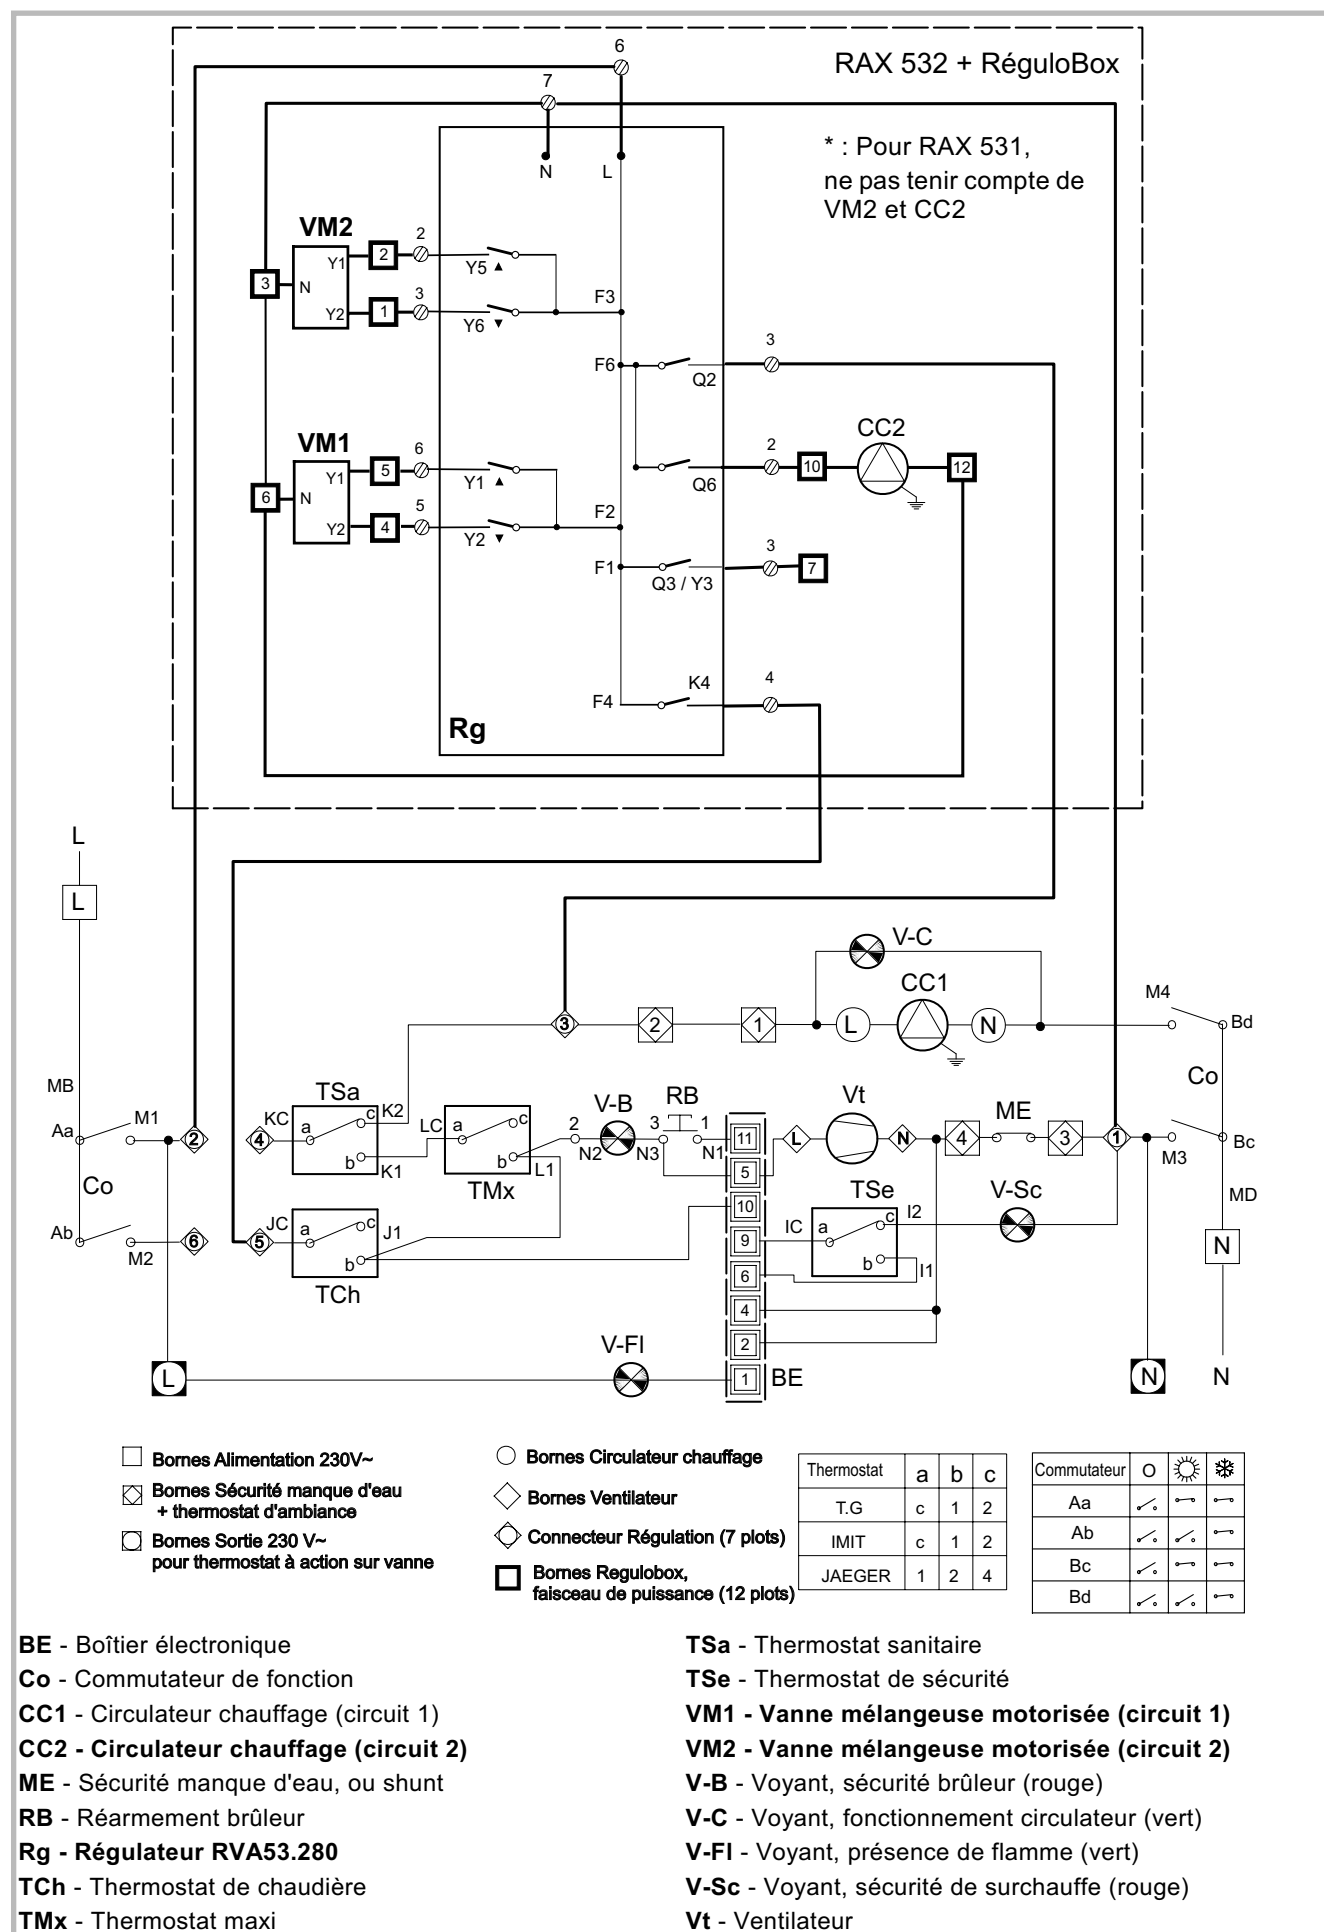 6
RAX 532 + RéguloBox
7
* : Pour RAX 531,
ne pas tenir compte de
VM2 et CC2
N
L
VM2
Y1
2
2
Y5 ▲
3
N
F3
Y2
1
3
Y6 ▼
3
F6
Q2
CC2
VM1
6
2
Y1
5
Y1 ▲
10
12
Q6
6
N
5
F2
Y2
4
Y2 ▼
3
F1
7
Q3 / Y3
K4
4
F4
Rg
L
L
V-C
CC1
M4
3
2
1
L
N
Bd
MB
TSa
Co
V-B
RB
Vt
ME
KC
c
K2
LC
Aa
M1
2
4
a
a
c
2
3
1
11
L
N
4
3
1
Bc
b
K1
b
L1
N2
N3
N1
M3
5
Co
TMx
TSe
V-Sc
MD
10
Ab
JC
a
c
J1
IC
a
c
I2
6
5
9
N
M2
b
b
I1
6
TCh
4
V-Fl
2
L
1
BE
N
N
Bornes Alimentation 230V~
Bornes Sécurité manque d'eau
+ thermostat d'ambiance
Bornes Sortie 230 V~
pour thermostat à action sur vanne
Bornes Circulateur chauffage
Bornes Ventilateur
Connecteur Régulation (7 plots)
Bornes Regulobox,
faisceau de puissance (12 plots)
Thermostat a b c
T.G c 1 2
IMIT c 1 2
JAEGER 1 2 4
Commutateur O
Aa
Ab
Bc
Bd
BE - Boîtier électronique
Co - Commutateur de fonction
CC1 - Circulateur chauffage (circuit 1)
CC2 - Circulateur chauffage (circuit 2)
ME - Sécurité manque d'eau, ou shunt
RB - Réarmement brûleur
Rg - Régulateur RVA53.280
TCh - Thermostat de chaudière
TMx - Thermostat maxi
TSa - Thermostat sanitaire
TSe - Thermostat de sécurité
VM1 - Vanne mélangeuse motorisée (circuit 1)
VM2 - Vanne mélangeuse motorisée (circuit 2)
V-B - Voyant, sécurité brûleur (rouge)
V-C - Voyant, fonctionnement circulateur (vert)
V-Fl - Voyant, présence de flamme (vert)
V-Sc - Voyant, sécurité de surchauffe (rouge)
Vt - Ventilateur